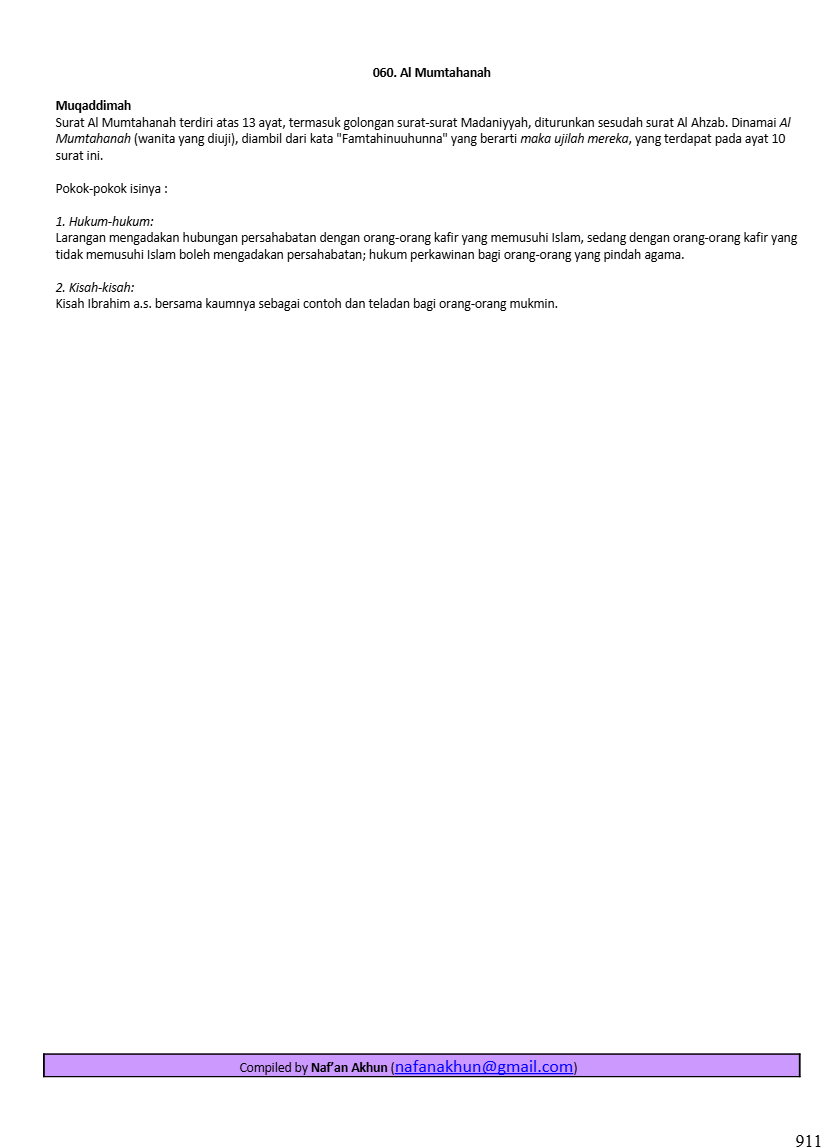 060. Al Mumtahanah
Muqaddimah
Surat Al Mumtahanah terdiri atas 13 ayat, termasuk golongan surat-surat Madaniyyah, diturunkan sesudah surat Al Ahzab. Dinamai Al
Mumtahanah (wanita yang diuji), diambil dari kata "Famtahinuuhunna" yang berarti maka ujilah mereka, yang terdapat pada ayat 10
surat ini.
Pokok-pokok isinya :
1. Hukum-hukum:
Larangan mengadakan hubungan persahabatan dengan orang-orang kafir yang memusuhi Islam, sedang dengan orang-orang kafir yang
tidak memusuhi Islam boleh mengadakan persahabatan; hukum perkawinan bagi orang-orang yang pindah agama.
2. Kisah-kisah:
Kisah Ibrahim a.s. bersama kaumnya sebagai contoh dan teladan bagi orang-orang mukmin.
Compiled by Naf’an Akhun (nafanakhun@gmail.com)
911